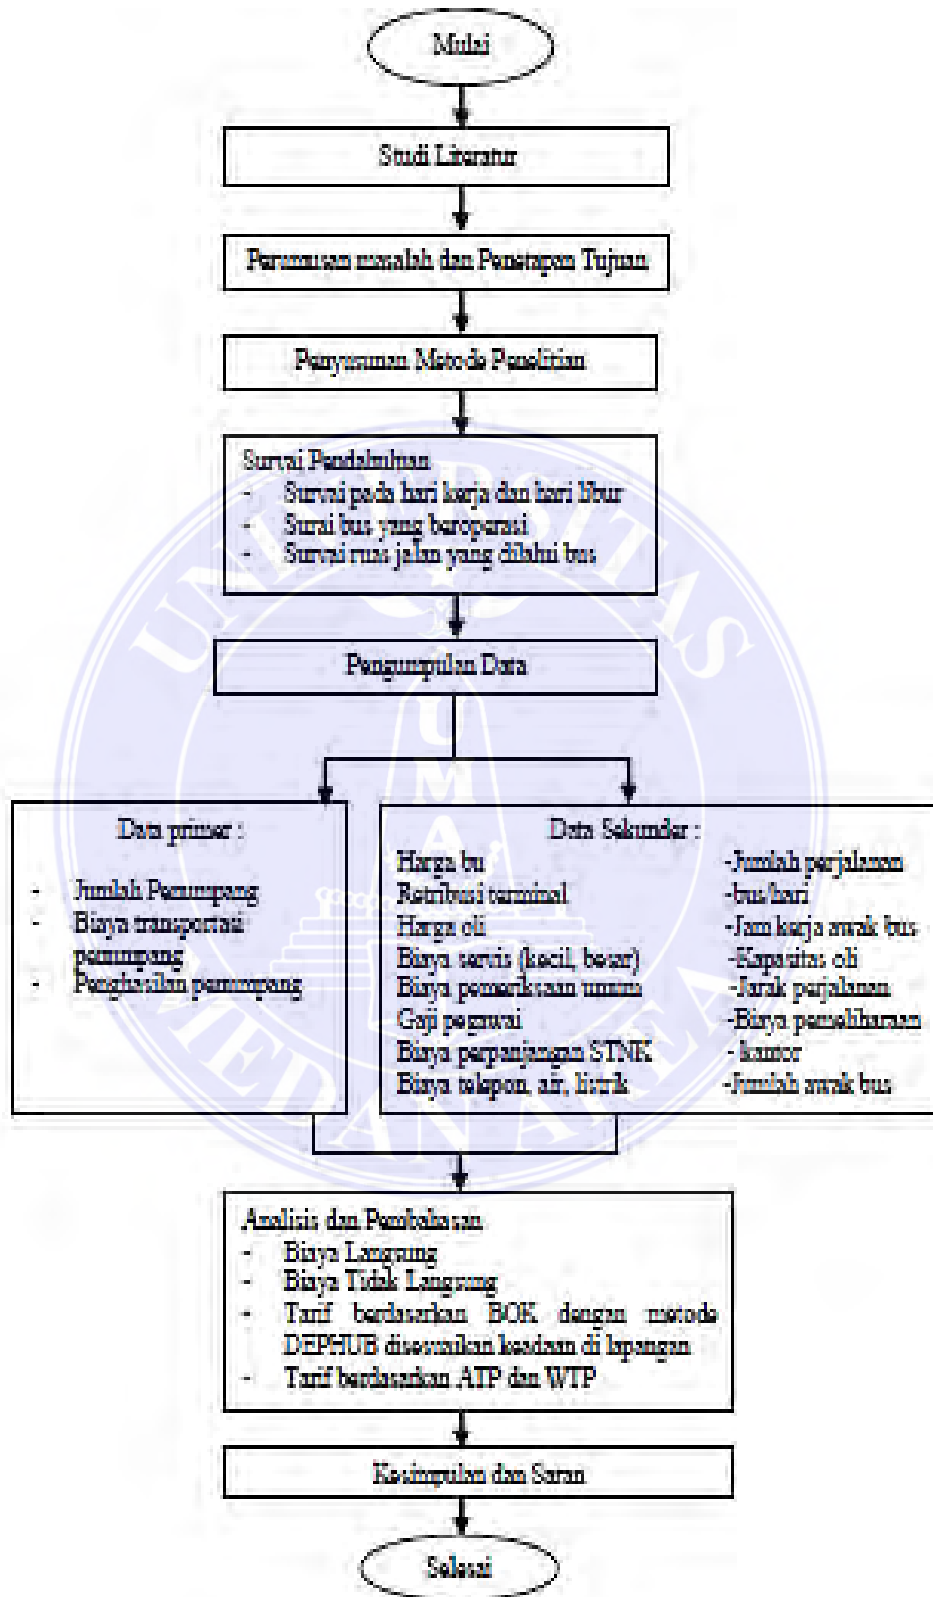 Mulai
Studi Literatur
Perumusan masalah dan Penetapan Tujuan
Penyusunan Metode Penelitian
Survai Pendahuluan
- Survai pada hari kerja dan hari libur
- Surai bus yang beroperasi
- Survai ruas jalan yang dilalui bus
Pengumpulan Data
Data primer :
- Jumlah Penumpang
- Biaya transportasi
penumpang
- Penghasilan penumpang
Data Sekunder :
Harga bu
Retribusi terminal
Harga oli
Biaya servis (kecil, besar)
Biaya pemeriksaan umum
Gaji pegawai
Biaya perpanjangan STNK
Biaya telepon, air, listrik
-Jumlah perjalanan
-bus/hari
-Jam kerja awak bus
-Kapasitas oli
-Jarak perjalanan
-Biaya pemeliharaan
- kantor
-Jumlah awak bus
Analisis dan Pembahasan
- Biaya Langsung
- Biaya Tidak Langsung
- Tarif berdasarkan BOK dengan metode
DEPHUB disesuaikan keadaan di lapangan
- Tarif berdasarkan ATP dan WTP
Kesimpulan dan Saran
Selesai
UNIVERSITAS
UMA
MEDAN AREA